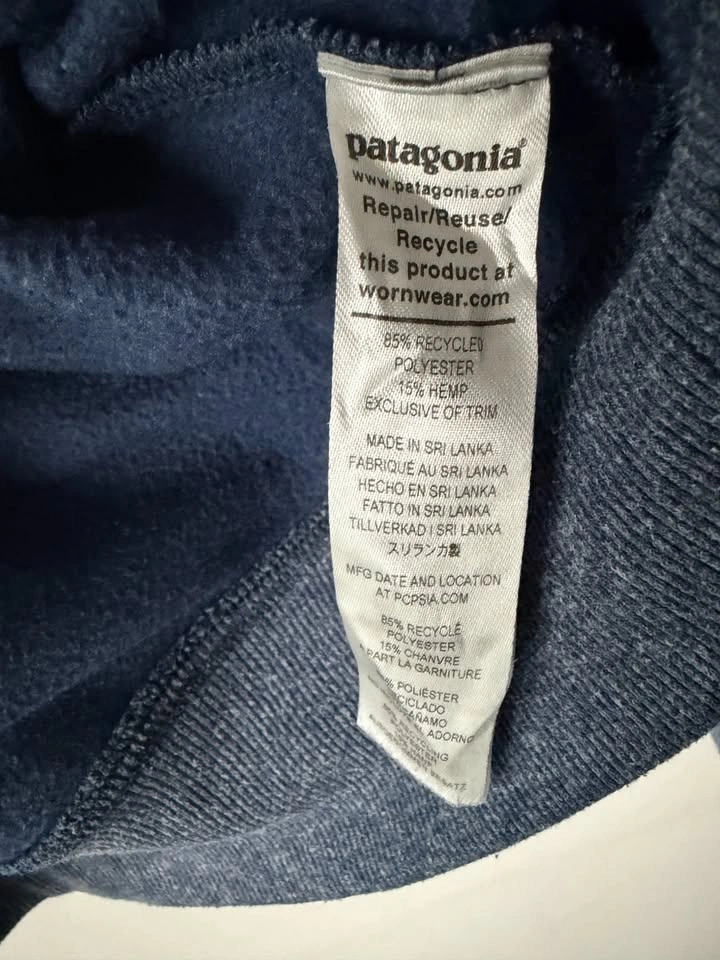 patagonia®
www.patagonia.com
Repair/Reuse/
Recycle
this product at
wornwear.com
85% RECYCLED
POLYESTER
15% HEMP
EXCLUSIVE OF TRIM
MADE IN SRI LANKA
FABRIQUÉ AU SRI LANKA
HECHO EN SRI LANKA
FATTO IN SRI LANKA
TILLVERKAD I SRI LANKA
スリランカ製
MFG DATE AND LOCATION
AT PCPSIA.COM
85% RECYCLÉ
POLYESTER
15% CHANVRE
PART LA GARNITURE
POLIÉSTER
ADORNO